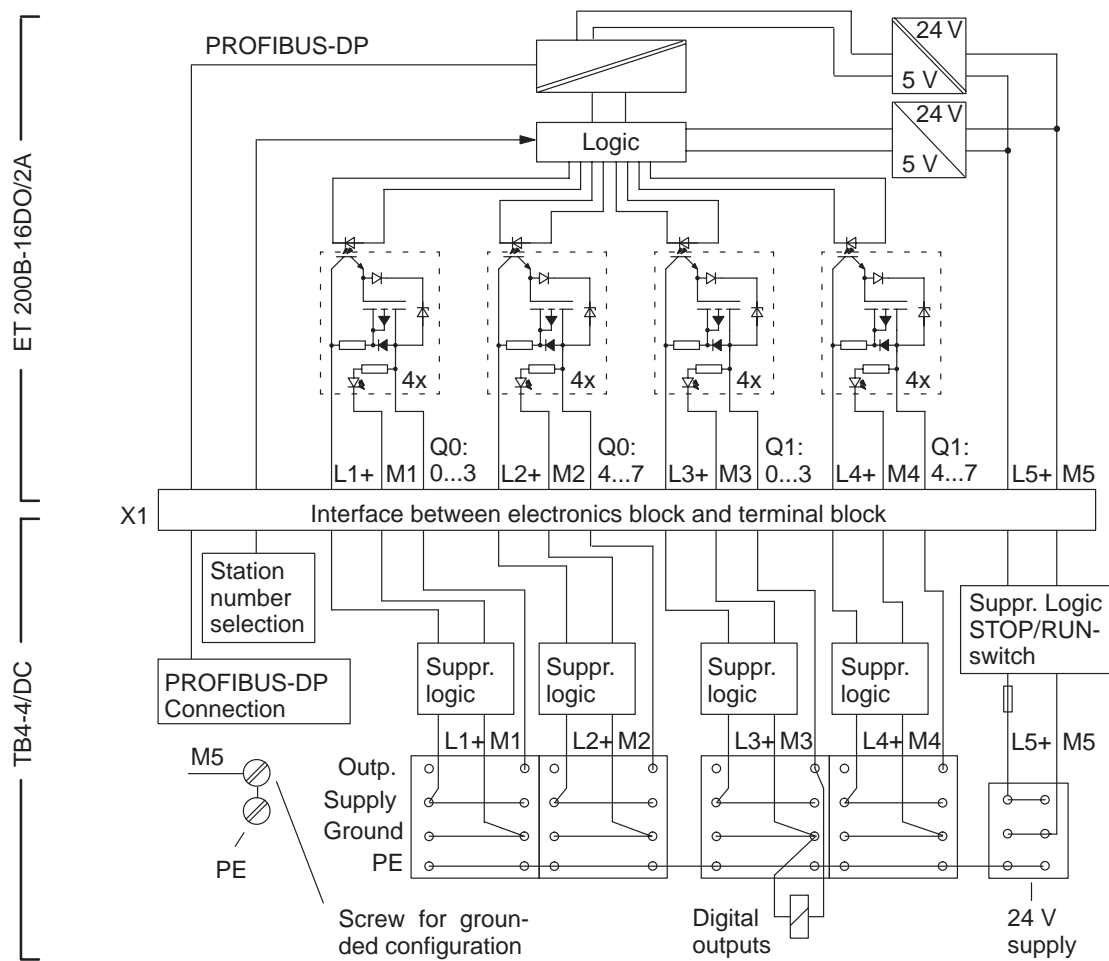 ET 200B-16DO/2A
PROFIBUS-DP
24 V
5 V
24 V
5 V
Logic
4x
4x
4x
4x
L1+ M1 Q0:
0...3
L2+ M2 Q0:
4...7
L3+ M3 Q1:
0...3
L4+ M4 Q1:
4...7
L5+ M5
X1
Interface between electronics block and terminal block
TB4-4/DC
Station
number
selection
PROFIBUS-DP
Connection
Suppr.
logic
Suppr.
logic
Suppr.
logic
Suppr.
logic
Suppr. Logic
STOP/RUN-
switch
L1+ M1
L2+ M2
L3+ M3
L4+ M4
L5+ M5
M5
PE
Outp.
Supply
Ground
PE
Screw for groun-
ded configuration
Digital
outputs
24 V
supply